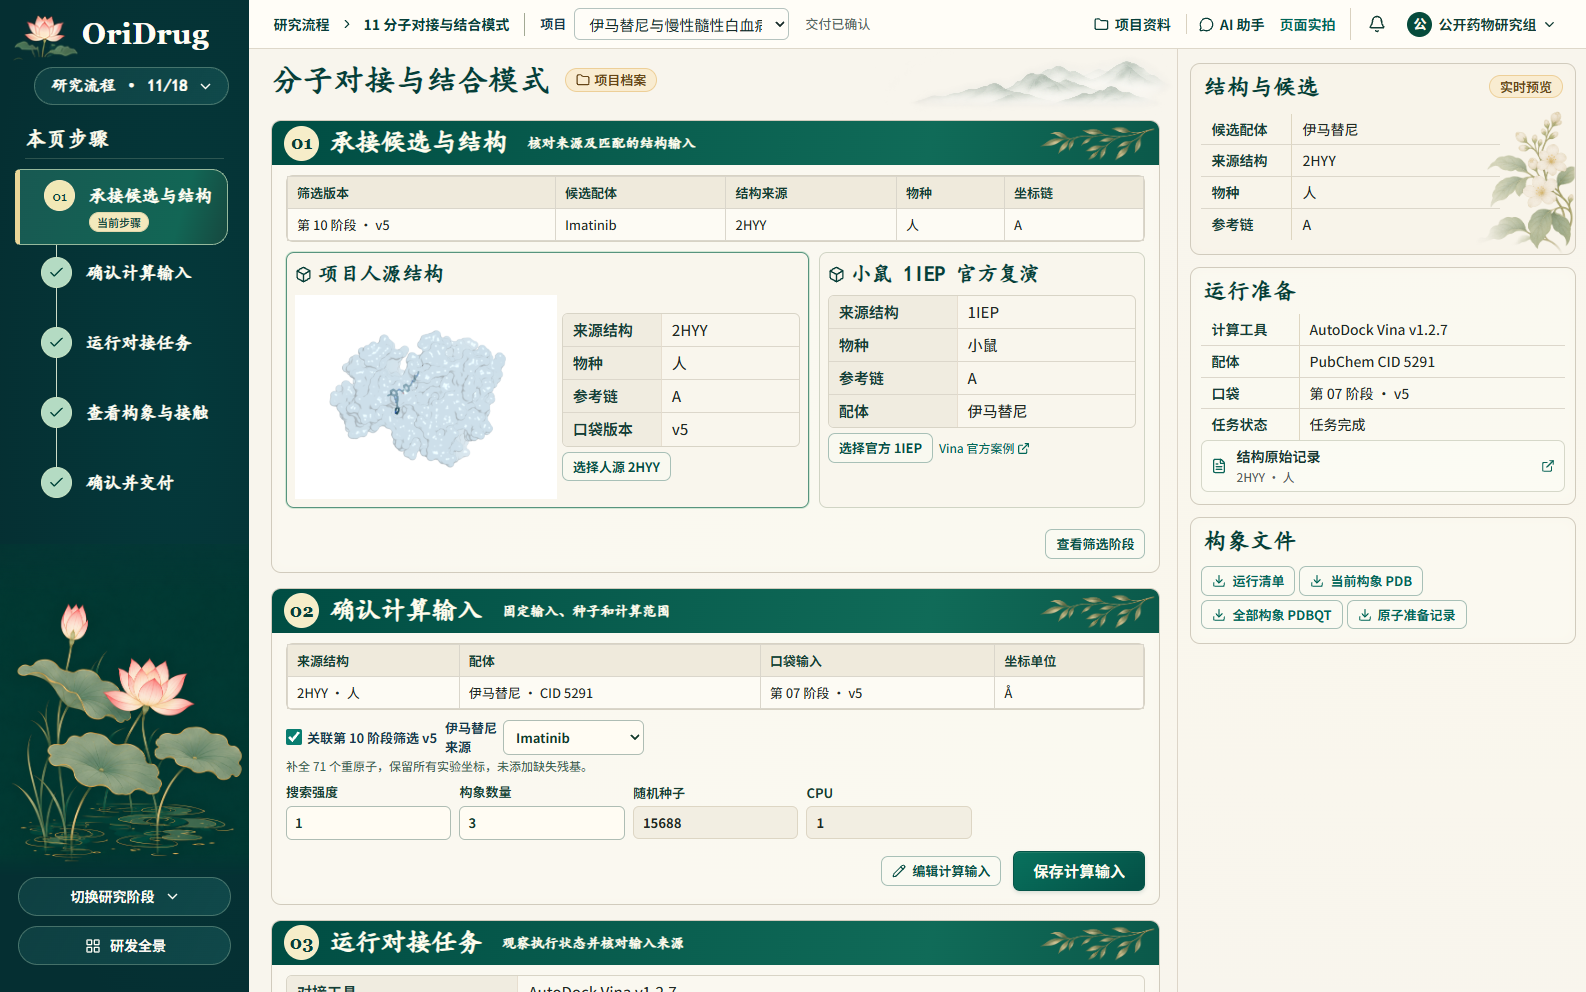 OriDrug
研究流程 • 11/18
本页步骤
01 承接候选与结构
当前步骤
确认计算输入
运行对接任务
查看构象与接触
确认并交付
切换研究阶段
研发全景
研究流程 > 11 分子对接与结合模式
项目 伊马替尼与慢性髓性白血病
交付已确认
项目资料
AI 助手
页面实拍
公 公开药物研究组
分子对接与结合模式
项目档案
01 承接候选与结构 核对来源及匹配的结构输入
筛选版本 候选配体 结构来源 物种 坐标链
第 10 阶段 • v5 Imatinib 2HYY 人 A
项目人源结构
来源结构 2HYY
物种 人
参考链 A
口袋版本 v5
选择人源 2HYY
小鼠 1IEP 官方复演
来源结构 1IEP
物种 小鼠
参考链 A
配体 伊马替尼
选择官方 1IEP Vina 官方案例
查看筛选阶段
02 确认计算输入 固定输入、种子和计算范围
来源结构 配体 口袋输入 坐标单位
2HYY • 人 伊马替尼 • CID 5291 第 07 阶段 • v5 Å
关联第 10 阶段筛选 v5
伊马替尼
来源
Imatinib
补全 71 个重原子，保留所有实验坐标，未添加缺失残基。
搜索强度 构象数量 随机种子 CPU
1 3 15688 1
编辑计算输入 保存计算输入
03 运行对接任务 观察执行状态并核对输入来源
对接工具 AutoDock Vina v1.2.7
结构与候选
实时预览
候选配体 伊马替尼
来源结构 2HYY
物种 人
参考链 A
运行准备
计算工具 AutoDock Vina v1.2.7
配体 PubChem CID 5291
口袋 第 07 阶段 • v5
任务状态 任务完成
结构原始记录
2HYY • 人
构象文件
运行清单 当前构象 PDB
全部构象 PDBQT 原子准备记录